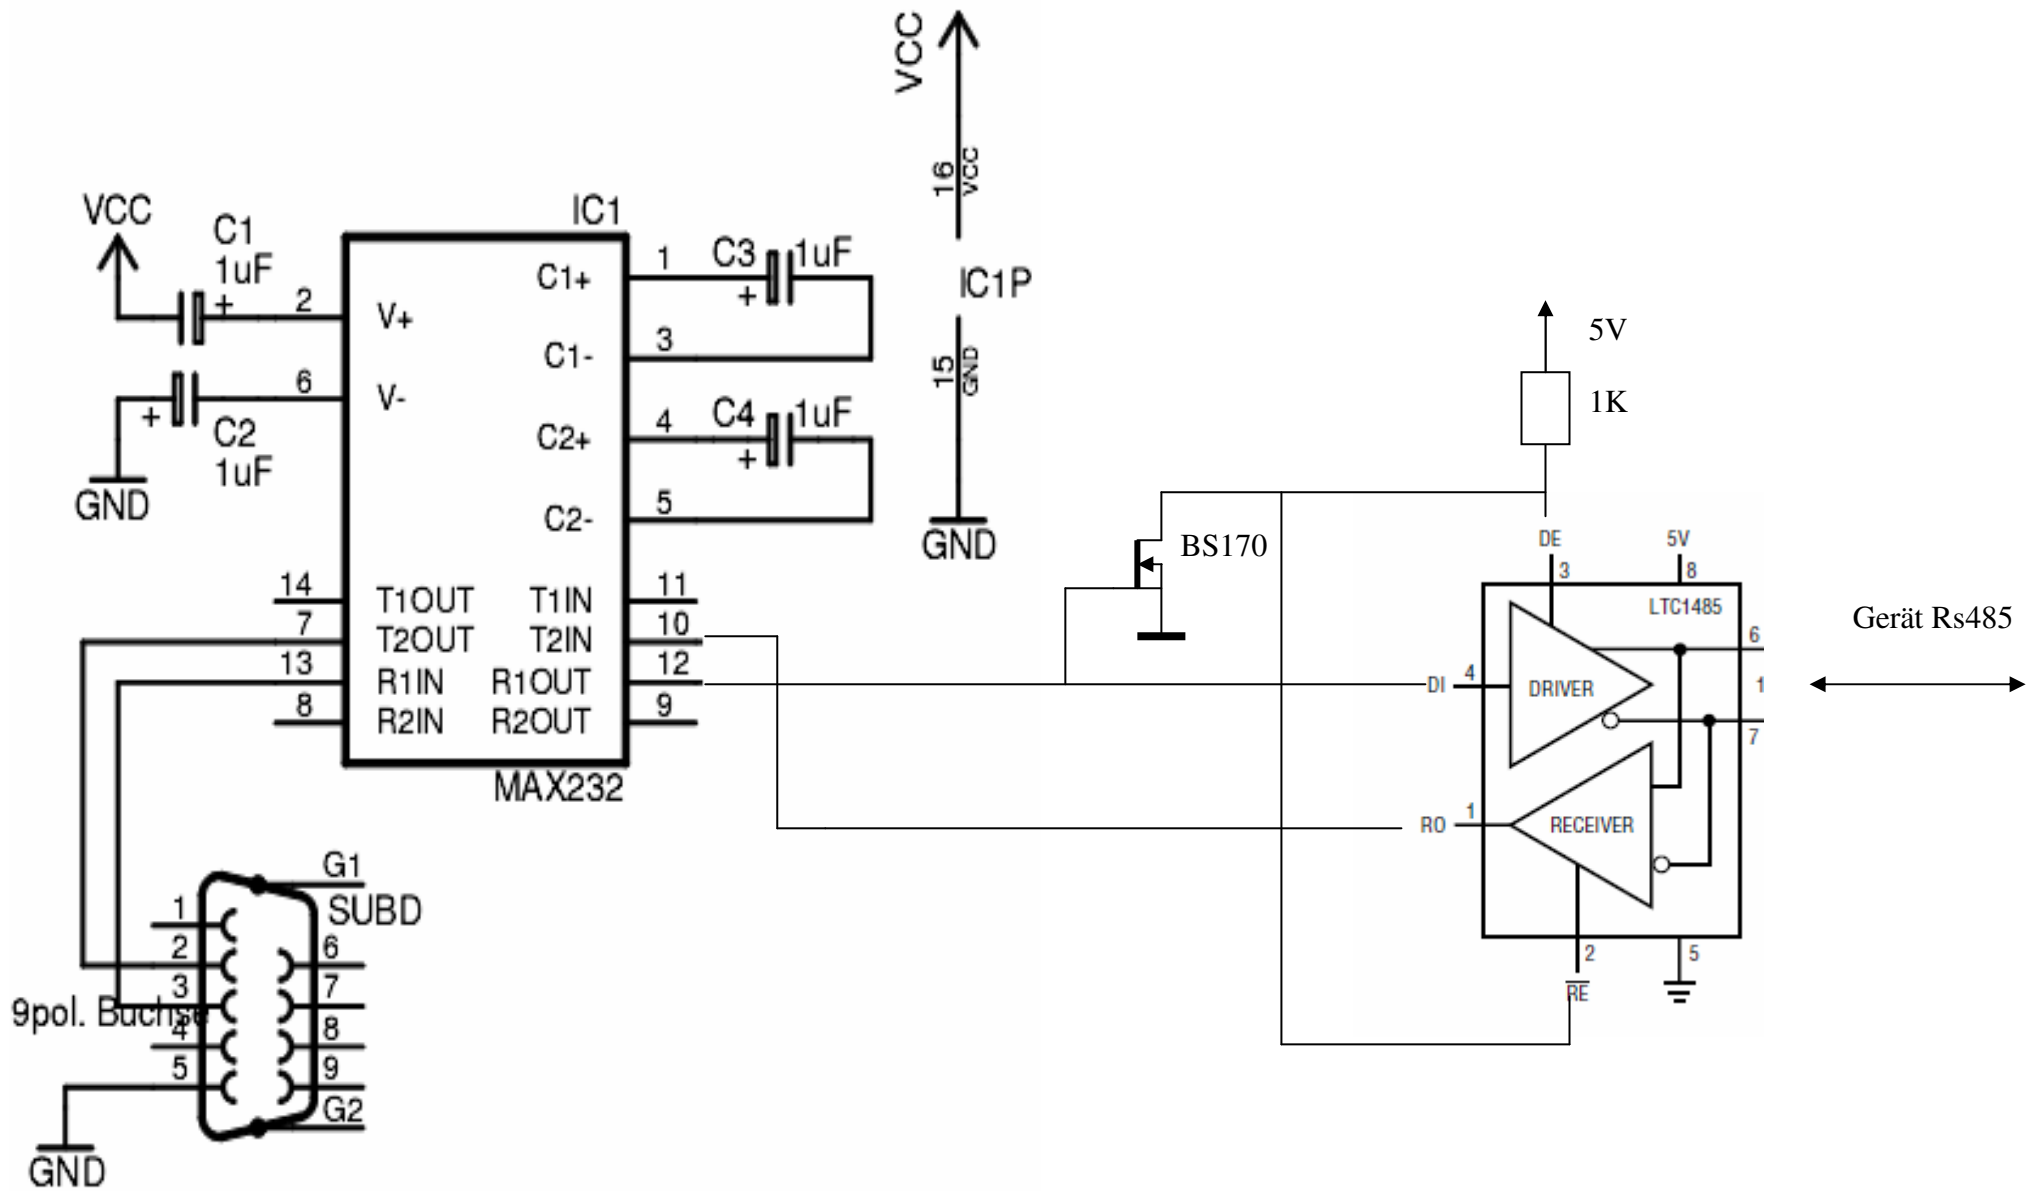 VCC
16
VCC
IC1P
15
GND
GND
VCC
C1
1uF
+
2
V+
6
V-
+
C2
1uF
GND
IC1
C1+
1
C3
1uF
+
C1-
3
C2+
4
C4
1uF
+
C2-
5
14
T1OUT
T1IN
11
7
T2OUT
T2IN
10
13
R1IN
R1OUT
12
8
R2IN
R2OUT
9
MAX232
G1
SUBD
1
2
6
3
7
9pol. Buchse
4
8
5
9
G2
GND
BS170
5V
1K
DE
5V
3
8
LTC1485
6
Gerät Rs485
DI
4
DRIVER
1
7
RO
1
RECEIVER
2
5
RE